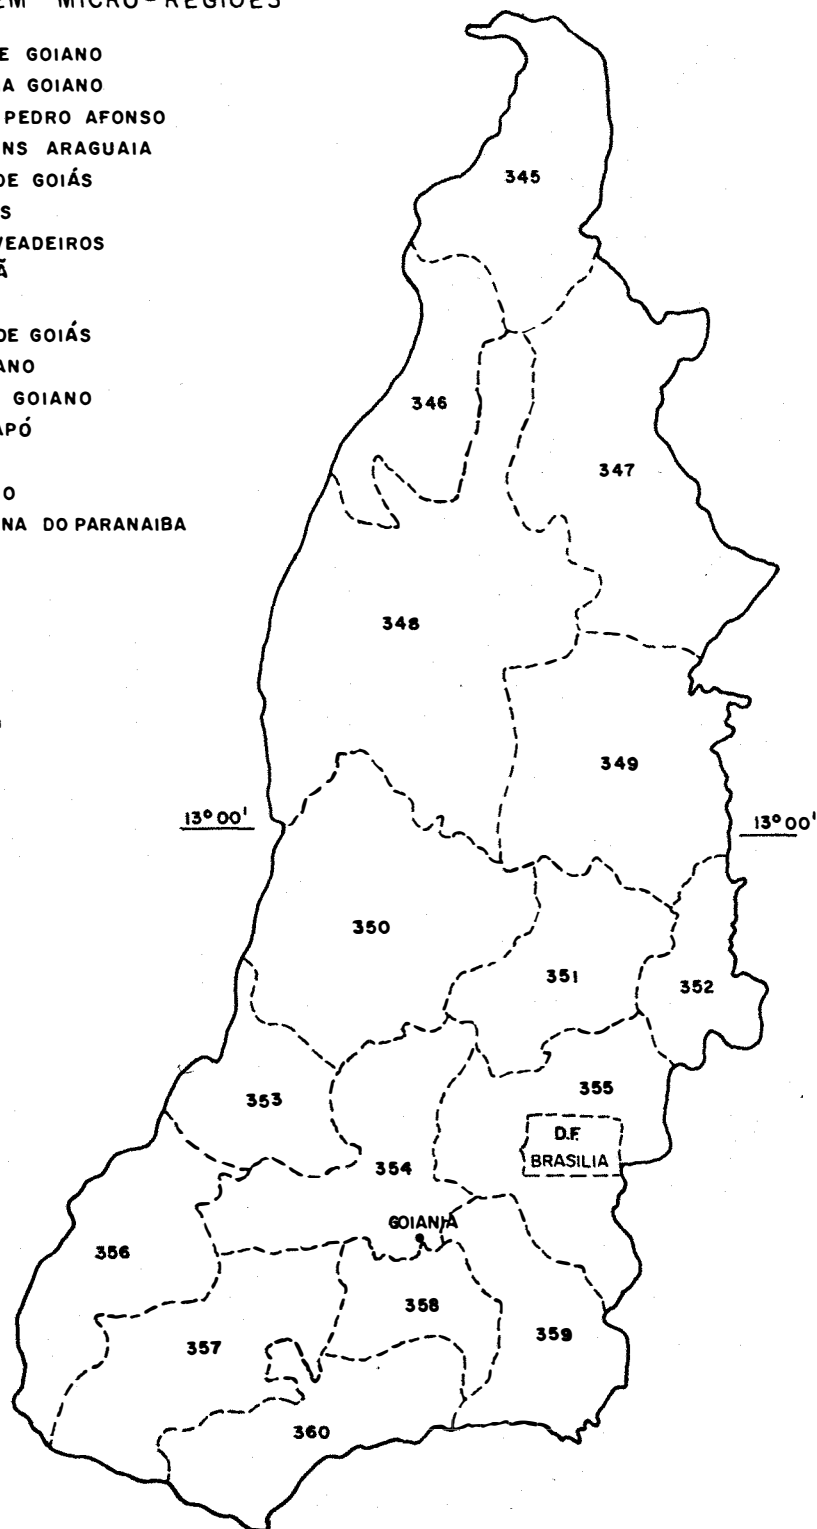 EM MICRO-REGIÕES
E GOIANO
A GOIANO
PEDRO AFONSO
NS ARAGUAIA
DE GOIÁS
S
VEADEIROS
Ã
DE GOIÁS
ANO
GOIANO
APÓ
O
NA DO PARANAIBA
345
346
347
348
349
13° 00'
13° 00'
350
351
352
353
355
D.F.
BRASILIA
354
GOIANIA
356
358
359
357
360